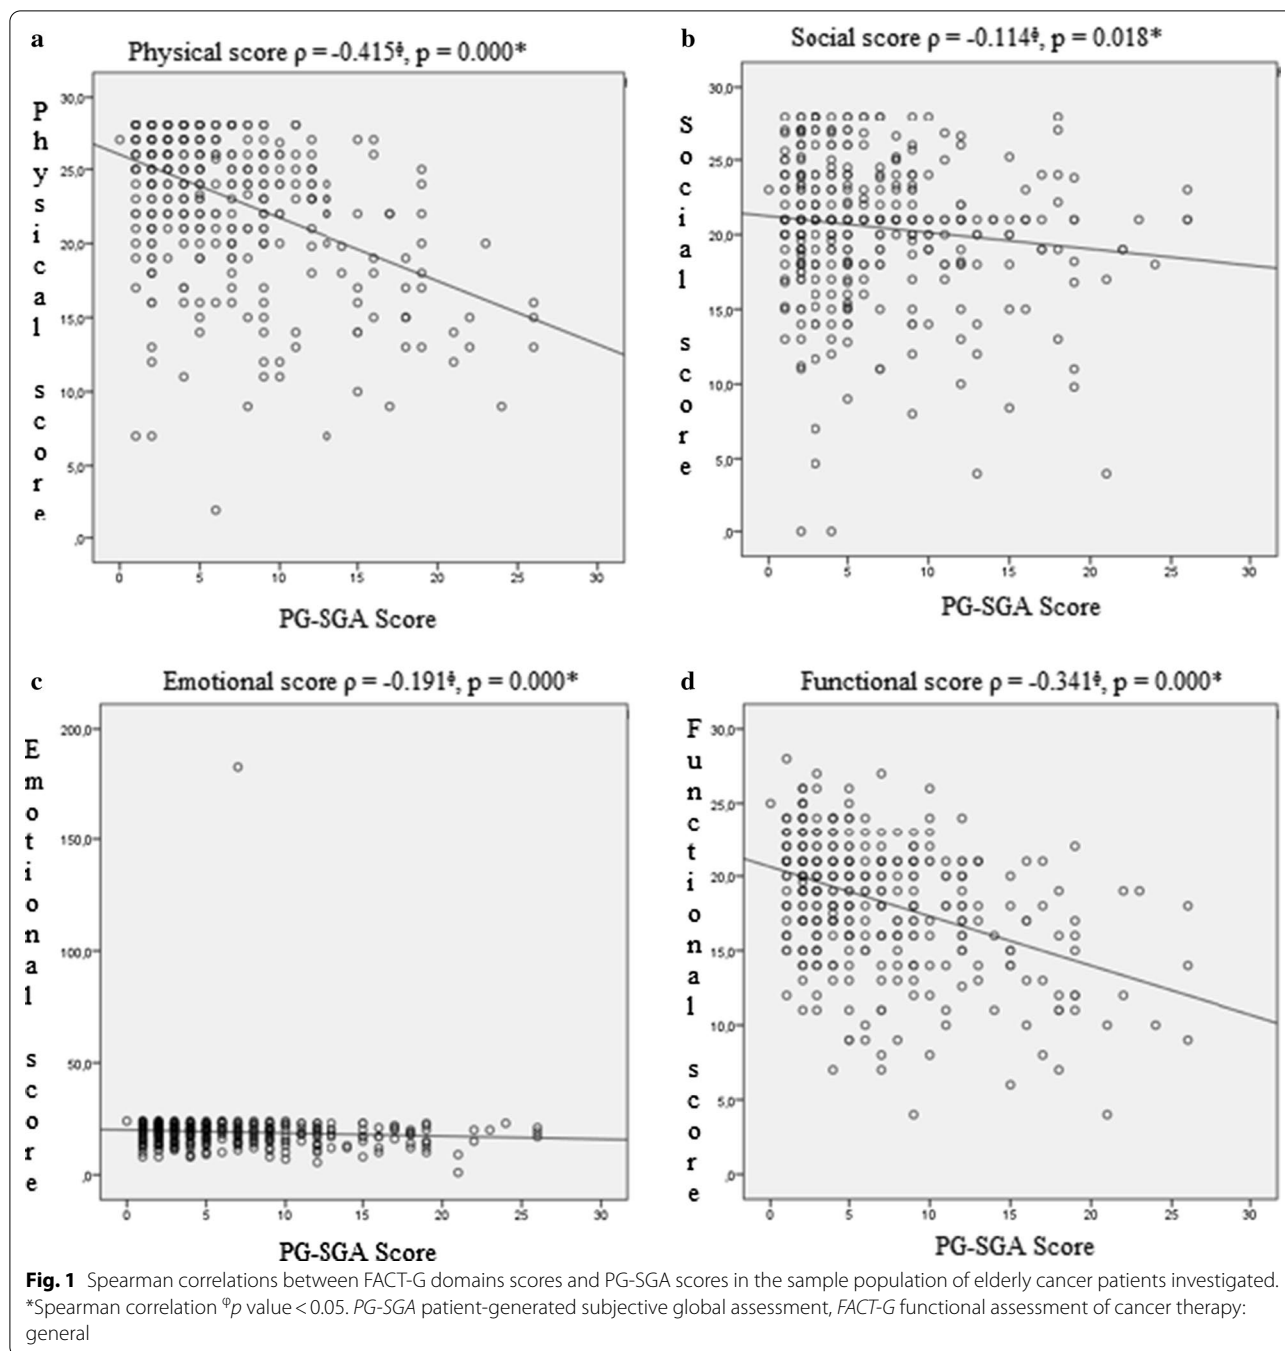 a
Physical score ρ = -0.415ᵠ, p = 0.000*
Physical score
30,0
25,0
20,0
15,0
10,0
5,0
,0
0 5 10 15 20 25 30
PG-SGA Score
b
Social score ρ = -0.114ᵠ, p = 0.018*
Social score
30,0
25,0
20,0
15,0
10,0
5,0
,0
0 5 10 15 20 25 30
PG-SGA Score
c
Emotional score ρ = -0.191ᵠ, p = 0.000*
Emotional score
200,0
150,0
100,0
50,0
,0
0 5 10 15 20 25 30
PG-SGA Score
d
Functional score ρ = -0.341ᵠ, p = 0.000*
Functional score
30,0
25,0
20,0
15,0
10,0
5,0
,0
0 5 10 15 20 25 30
PG-SGA Score
Fig. 1 Spearman correlations between FACT-G domains scores and PG-SGA scores in the sample population of elderly cancer patients investigated.
*Spearman correlation ᵠp value < 0.05. PG-SGA patient-generated subjective global assessment, FACT-G functional assessment of cancer therapy:
general